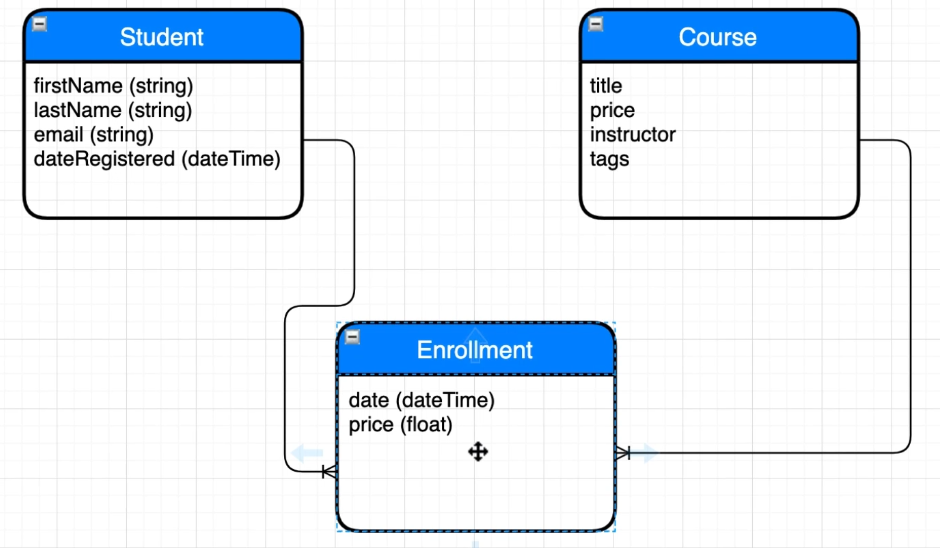 Student
firstName (string)
lastName (string)
email (string)
dateRegistered (dateTime)
Course
title
price
instructor
tags
Enrollment
date (dateTime)
price (float)